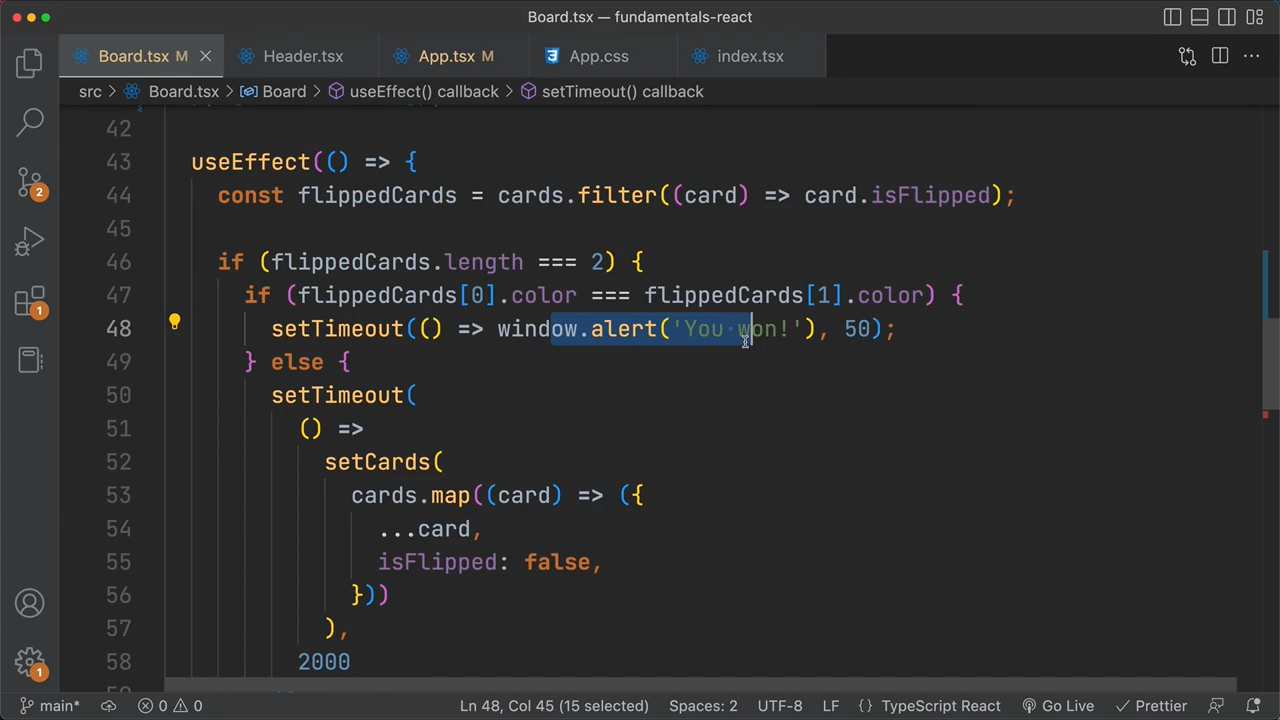 Board.tsx — fundamentals-react
Board.tsx M
Header.tsx
App.tsx M
App.css
index.tsx
src > Board.tsx > Board > useEffect() callback > setTimeout() callback
42
43 useEffect(() => {
44 const flippedCards = cards.filter((card) => card.isFlipped);
45
46 if (flippedCards.length === 2) {
47 if (flippedCards[0].color === flippedCards[1].color) {
48 setTimeout(() => window.alert('You won!'), 50);
49 } else {
50 setTimeout(
51 () =>
52 setCards(
53 cards.map((card) => ({
54 ...card,
55 isFlipped: false,
56 }))
57 ),
58 2000
2
1
1
main* 0 0 Ln 48, Col 45 (15 selected) Spaces: 2 UTF-8 LF {} TypeScript React Go Live Prettier